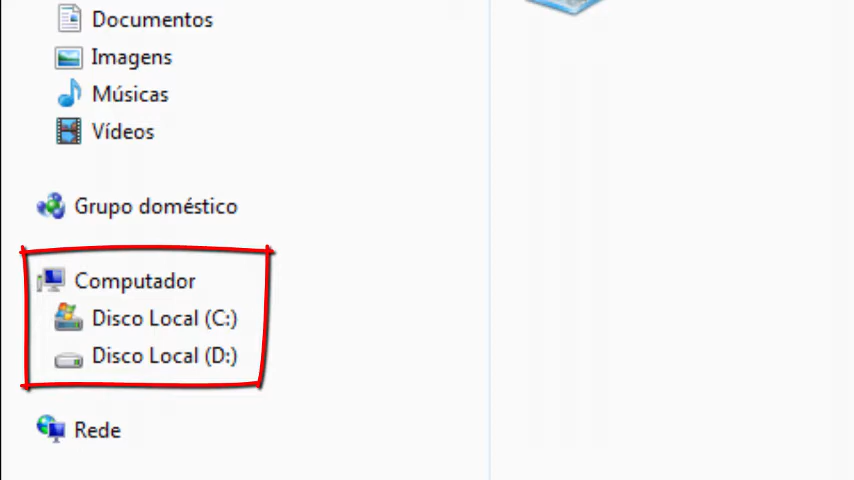 Documentos
Imagens
Músicas
Vídeos
Grupo doméstico
Computador
Disco Local (C:)
Disco Local (D:)
Rede